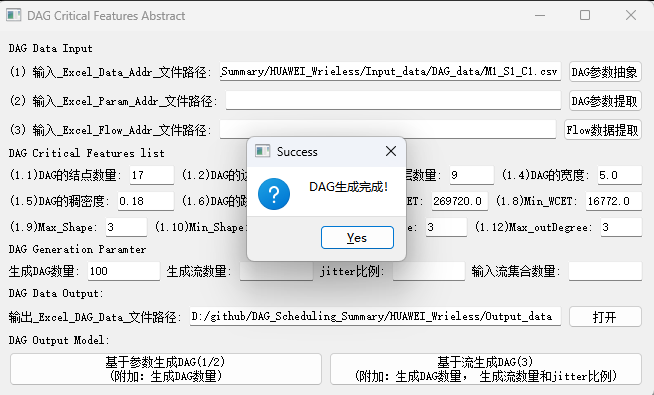 DAG Critical Features Abstract
DAG Data Input
(1) 输入_Excel_Data_Addr_文件路径: _Summary/HUAWEI_Wrieless/Input_data/DAG_data/M1_S1_C1.csv DAG参数抽象
(2) 输入_Excel_Param_Addr_文件路径: DAG参数提取
(3) 输入_Excel_Flow_Addr_文件路径: Flow数据提取
DAG Critical Features list
Success
(1.1)DAG的结点数量: 17 (1.2)DAG的 层数量: 9 (1.4)DAG的宽度: 5.0
DAG生成完成!
(1.5)DAG的稠密度: 0.18 (1.6)DAG的 CET: 269720.0 (1.8)Min_WCET: 16772.0
(1.9)Max_Shape: 3 (1.10)Min_Shape : 3 (1.12)Max_outDegree: 3
Yes
DAG Generation Paramter
生成DAG数量: 100 生成流数量: jitter比例: 输入流集合数量:
DAG Data Output:
输出_Excel_DAG_Data_文件路径: D:/github/DAG_Scheduling_Summary/HUAWEI_Wrieless/Output_data 打开
DAG Output Model:
基于参数生成DAG(1/2)
(附加: 生成DAG数量)
基于流生成DAG(3)
(附加: 生成DAG数量, 生成流数量和jitter比例)